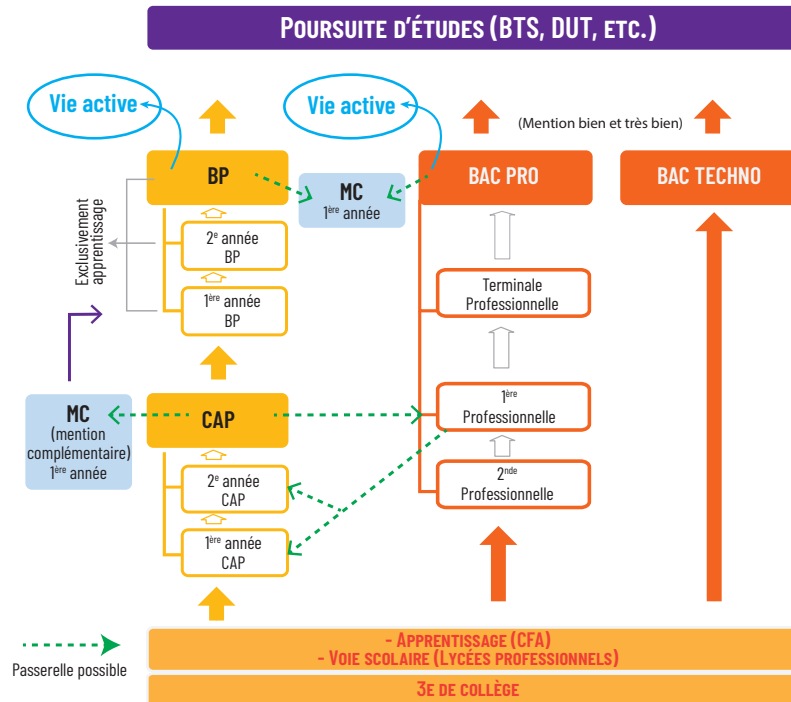 POURSUITE D'ÉTUDES (BTS, DUT, ETC.)
Vie active
Vie active
(Mention bien et très bien)
BP
MC
1ère année
BAC PRO
BAC TECHNO
Exclusivement
apprentissage
2e année
BP
1ère année
BP
Terminale
Professionnelle
MC
(mention
complémentaire)
1ère année
CAP
1ère
Professionnelle
2e année
CAP
2nde
Professionnelle
1ère année
CAP
Passerelle possible
- APPRENTISSAGE (CFA)
- VOIE SCOLAIRE (LYCÉES PROFESSIONNELS)
3E DE COLLÈGE